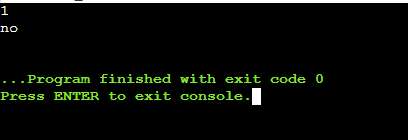 1
no
...Program finished with exit code 0
Press ENTER to exit console.